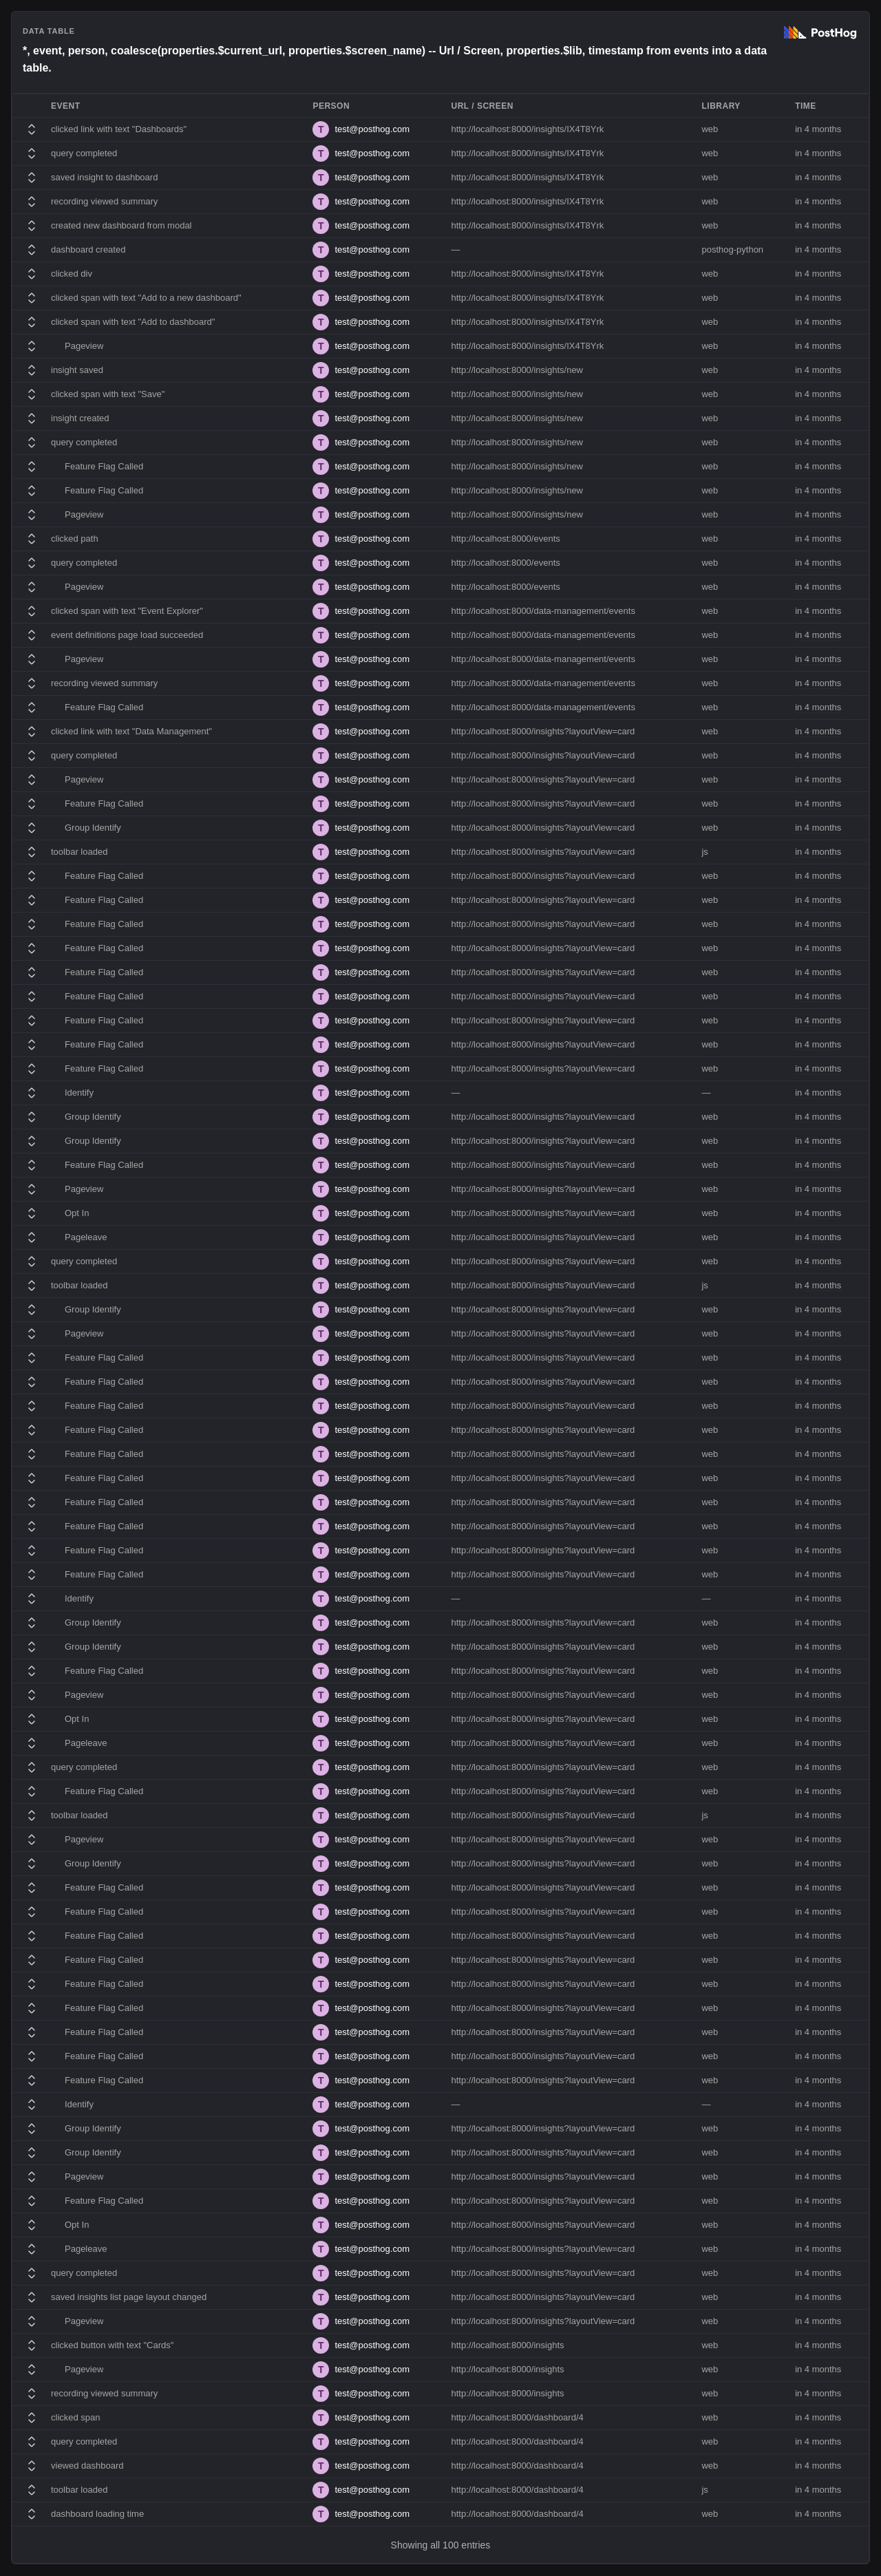 DATA TABLE
PostHog
*, event, person, coalesce(properties.$current_url, properties.$screen_name) -- Url / Screen, properties.$lib, timestamp from events into a data
table.
EVENT PERSON URL / SCREEN LIBRARY TIME
clicked link with text "Dashboards" T test@posthog.com http://localhost:8000/insights/IX4T8Yrk web in 4 months
query completed T test@posthog.com http://localhost:8000/insights/IX4T8Yrk web in 4 months
saved insight to dashboard T test@posthog.com http://localhost:8000/insights/IX4T8Yrk web in 4 months
recording viewed summary T test@posthog.com http://localhost:8000/insights/IX4T8Yrk web in 4 months
created new dashboard from modal T test@posthog.com http://localhost:8000/insights/IX4T8Yrk web in 4 months
dashboard created T test@posthog.com — posthog-python in 4 months
clicked div T test@posthog.com http://localhost:8000/insights/IX4T8Yrk web in 4 months
clicked span with text "Add to a new dashboard" T test@posthog.com http://localhost:8000/insights/IX4T8Yrk web in 4 months
clicked span with text "Add to dashboard" T test@posthog.com http://localhost:8000/insights/IX4T8Yrk web in 4 months
Pageview T test@posthog.com http://localhost:8000/insights/IX4T8Yrk web in 4 months
insight saved T test@posthog.com http://localhost:8000/insights/new web in 4 months
clicked span with text "Save" T test@posthog.com http://localhost:8000/insights/new web in 4 months
insight created T test@posthog.com http://localhost:8000/insights/new web in 4 months
query completed T test@posthog.com http://localhost:8000/insights/new web in 4 months
Feature Flag Called T test@posthog.com http://localhost:8000/insights/new web in 4 months
Feature Flag Called T test@posthog.com http://localhost:8000/insights/new web in 4 months
Pageview T test@posthog.com http://localhost:8000/insights/new web in 4 months
clicked path T test@posthog.com http://localhost:8000/events web in 4 months
query completed T test@posthog.com http://localhost:8000/events web in 4 months
Pageview T test@posthog.com http://localhost:8000/events web in 4 months
clicked span with text "Event Explorer" T test@posthog.com http://localhost:8000/data-management/events web in 4 months
event definitions page load succeeded T test@posthog.com http://localhost:8000/data-management/events web in 4 months
Pageview T test@posthog.com http://localhost:8000/data-management/events web in 4 months
recording viewed summary T test@posthog.com http://localhost:8000/data-management/events web in 4 months
Feature Flag Called T test@posthog.com http://localhost:8000/data-management/events web in 4 months
clicked link with text "Data Management" T test@posthog.com http://localhost:8000/insights?layoutView=card web in 4 months
query completed T test@posthog.com http://localhost:8000/insights?layoutView=card web in 4 months
Pageview T test@posthog.com http://localhost:8000/insights?layoutView=card web in 4 months
Feature Flag Called T test@posthog.com http://localhost:8000/insights?layoutView=card web in 4 months
Group Identify T test@posthog.com http://localhost:8000/insights?layoutView=card web in 4 months
toolbar loaded T test@posthog.com http://localhost:8000/insights?layoutView=card js in 4 months
Feature Flag Called T test@posthog.com http://localhost:8000/insights?layoutView=card web in 4 months
Feature Flag Called T test@posthog.com http://localhost:8000/insights?layoutView=card web in 4 months
Feature Flag Called T test@posthog.com http://localhost:8000/insights?layoutView=card web in 4 months
Feature Flag Called T test@posthog.com http://localhost:8000/insights?layoutView=card web in 4 months
Feature Flag Called T test@posthog.com http://localhost:8000/insights?layoutView=card web in 4 months
Feature Flag Called T test@posthog.com http://localhost:8000/insights?layoutView=card web in 4 months
Feature Flag Called T test@posthog.com http://localhost:8000/insights?layoutView=card web in 4 months
Feature Flag Called T test@posthog.com http://localhost:8000/insights?layoutView=card web in 4 months
Feature Flag Called T test@posthog.com http://localhost:8000/insights?layoutView=card web in 4 months
Identify T test@posthog.com — — in 4 months
Group Identify T test@posthog.com http://localhost:8000/insights?layoutView=card web in 4 months
Group Identify T test@posthog.com http://localhost:8000/insights?layoutView=card web in 4 months
Feature Flag Called T test@posthog.com http://localhost:8000/insights?layoutView=card web in 4 months
Pageview T test@posthog.com http://localhost:8000/insights?layoutView=card web in 4 months
Opt In T test@posthog.com http://localhost:8000/insights?layoutView=card web in 4 months
Pageleave T test@posthog.com http://localhost:8000/insights?layoutView=card web in 4 months
query completed T test@posthog.com http://localhost:8000/insights?layoutView=card web in 4 months
toolbar loaded T test@posthog.com http://localhost:8000/insights?layoutView=card js in 4 months
Group Identify T test@posthog.com http://localhost:8000/insights?layoutView=card web in 4 months
Pageview T test@posthog.com http://localhost:8000/insights?layoutView=card web in 4 months
Feature Flag Called T test@posthog.com http://localhost:8000/insights?layoutView=card web in 4 months
Feature Flag Called T test@posthog.com http://localhost:8000/insights?layoutView=card web in 4 months
Feature Flag Called T test@posthog.com http://localhost:8000/insights?layoutView=card web in 4 months
Feature Flag Called T test@posthog.com http://localhost:8000/insights?layoutView=card web in 4 months
Feature Flag Called T test@posthog.com http://localhost:8000/insights?layoutView=card web in 4 months
Feature Flag Called T test@posthog.com http://localhost:8000/insights?layoutView=card web in 4 months
Feature Flag Called T test@posthog.com http://localhost:8000/insights?layoutView=card web in 4 months
Feature Flag Called T test@posthog.com http://localhost:8000/insights?layoutView=card web in 4 months
Feature Flag Called T test@posthog.com http://localhost:8000/insights?layoutView=card web in 4 months
Feature Flag Called T test@posthog.com http://localhost:8000/insights?layoutView=card web in 4 months
Identify T test@posthog.com — — in 4 months
Group Identify T test@posthog.com http://localhost:8000/insights?layoutView=card web in 4 months
Group Identify T test@posthog.com http://localhost:8000/insights?layoutView=card web in 4 months
Feature Flag Called T test@posthog.com http://localhost:8000/insights?layoutView=card web in 4 months
Pageview T test@posthog.com http://localhost:8000/insights?layoutView=card web in 4 months
Opt In T test@posthog.com http://localhost:8000/insights?layoutView=card web in 4 months
Pageleave T test@posthog.com http://localhost:8000/insights?layoutView=card web in 4 months
query completed T test@posthog.com http://localhost:8000/insights?layoutView=card web in 4 months
Feature Flag Called T test@posthog.com http://localhost:8000/insights?layoutView=card web in 4 months
toolbar loaded T test@posthog.com http://localhost:8000/insights?layoutView=card js in 4 months
Pageview T test@posthog.com http://localhost:8000/insights?layoutView=card web in 4 months
Group Identify T test@posthog.com http://localhost:8000/insights?layoutView=card web in 4 months
Feature Flag Called T test@posthog.com http://localhost:8000/insights?layoutView=card web in 4 months
Feature Flag Called T test@posthog.com http://localhost:8000/insights?layoutView=card web in 4 months
Feature Flag Called T test@posthog.com http://localhost:8000/insights?layoutView=card web in 4 months
Feature Flag Called T test@posthog.com http://localhost:8000/insights?layoutView=card web in 4 months
Feature Flag Called T test@posthog.com http://localhost:8000/insights?layoutView=card web in 4 months
Feature Flag Called T test@posthog.com http://localhost:8000/insights?layoutView=card web in 4 months
Feature Flag Called T test@posthog.com http://localhost:8000/insights?layoutView=card web in 4 months
Feature Flag Called T test@posthog.com http://localhost:8000/insights?layoutView=card web in 4 months
Feature Flag Called T test@posthog.com http://localhost:8000/insights?layoutView=card web in 4 months
Identify T test@posthog.com — — in 4 months
Group Identify T test@posthog.com http://localhost:8000/insights?layoutView=card web in 4 months
Group Identify T test@posthog.com http://localhost:8000/insights?layoutView=card web in 4 months
Pageview T test@posthog.com http://localhost:8000/insights?layoutView=card web in 4 months
Feature Flag Called T test@posthog.com http://localhost:8000/insights?layoutView=card web in 4 months
Opt In T test@posthog.com http://localhost:8000/insights?layoutView=card web in 4 months
Pageleave T test@posthog.com http://localhost:8000/insights?layoutView=card web in 4 months
query completed T test@posthog.com http://localhost:8000/insights?layoutView=card web in 4 months
saved insights list page layout changed T test@posthog.com http://localhost:8000/insights?layoutView=card web in 4 months
Pageview T test@posthog.com http://localhost:8000/insights?layoutView=card web in 4 months
clicked button with text "Cards" T test@posthog.com http://localhost:8000/insights web in 4 months
Pageview T test@posthog.com http://localhost:8000/insights web in 4 months
recording viewed summary T test@posthog.com http://localhost:8000/insights web in 4 months
clicked span T test@posthog.com http://localhost:8000/dashboard/4 web in 4 months
query completed T test@posthog.com http://localhost:8000/dashboard/4 web in 4 months
viewed dashboard T test@posthog.com http://localhost:8000/dashboard/4 web in 4 months
toolbar loaded T test@posthog.com http://localhost:8000/dashboard/4 js in 4 months
dashboard loading time T test@posthog.com http://localhost:8000/dashboard/4 web in 4 months
Showing all 100 entries